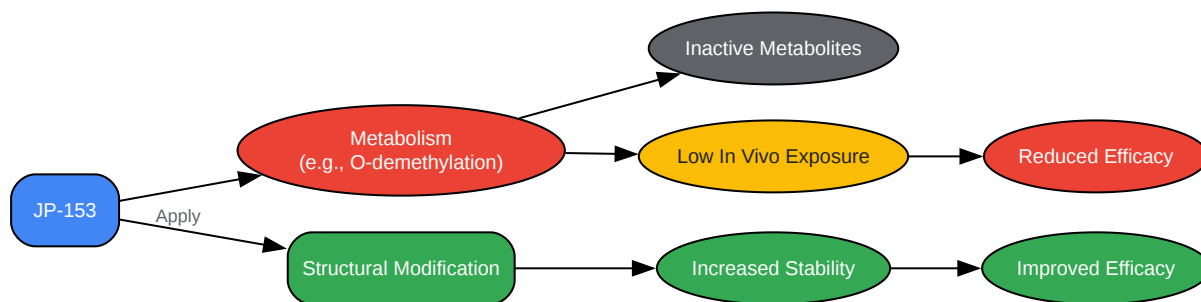 Inactive Metabolites
Metabolism
(e.g., O-demethylation)
Low In Vivo Exposure
Reduced Efficacy
JP-153
Apply
Structural Modification
Increased Stability
Improved Efficacy